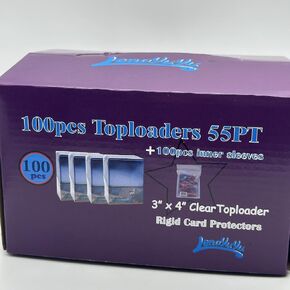 100pcs Toploaders 55PT
+100pcs inner sleeves
100
pcs
3" x 4" Clear Toploader
Rigid Card Protectors